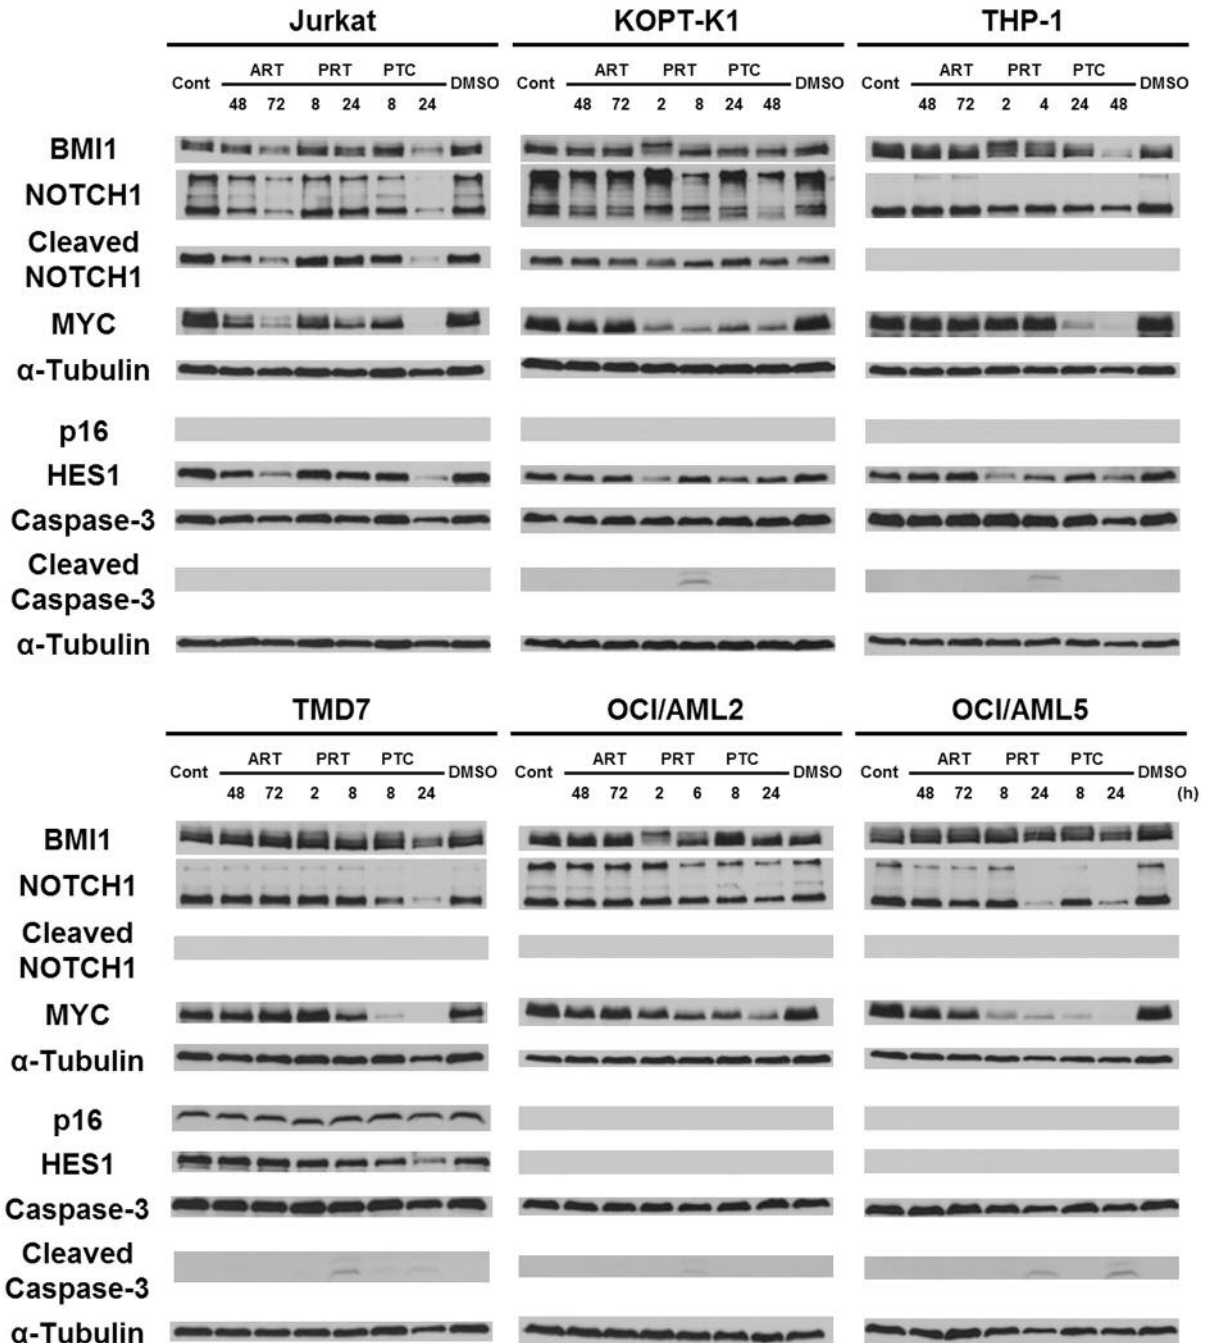 Jurkat KOPT-K1 THP-1
Cont ART PRT PTC DMSO Cont ART PRT PTC DMSO Cont ART PRT PTC DMSO
48 72 8 24 8 24 48 72 2 8 24 48 48 72 2 4 24 48
BMI1
NOTCH1
Cleaved
NOTCH1
MYC
α-Tubulin
p16
HES1
Caspase-3
Cleaved
Caspase-3
α-Tubulin
TMD7 OCI/AML2 OCI/AML5
Cont ART PRT PTC DMSO Cont ART PRT PTC DMSO Cont ART PRT PTC DMSO
48 72 2 8 8 24 48 72 2 6 8 24 48 72 8 24 8 24 (h)
BMI1
NOTCH1
Cleaved
NOTCH1
MYC
α-Tubulin
p16
HES1
Caspase-3
Cleaved
Caspase-3
α-Tubulin